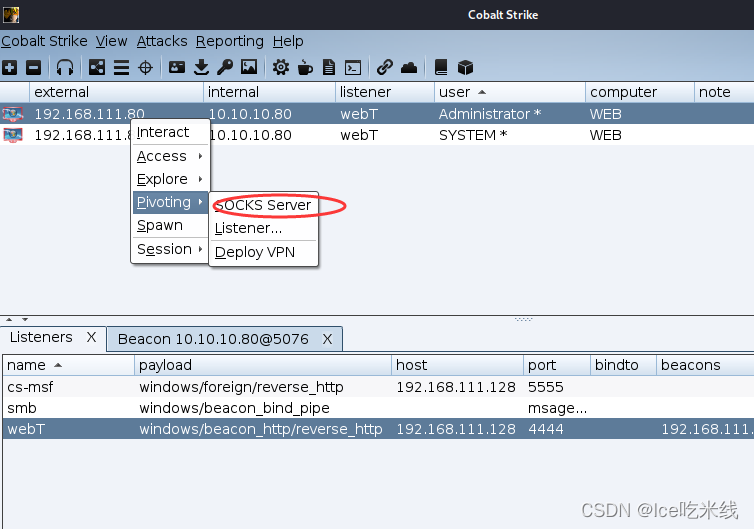 Cobalt Strike
Cobalt Strike View Attacks Reporting Help
external internal listener user computer note
192.168.111.80 10.10.10.80 webT Administrator * WEB
192.168.111.8 10.10.10.80 webT SYSTEM * WEB
Interact
Access
Explore
Pivoting
Spawn
Session
SOCKS Server
Listener...
Deploy VPN
Listeners X Beacon 10.10.10.80@5076 X
name payload host port bindto beacons
cs-msf windows/foreign/reverse_http 192.168.111.128 5555
smb windows/beacon_bind_pipe msage...
webT windows/beacon_http/reverse_http 192.168.111.128 4444 192.168.111.
CSDN @Ice吃米线